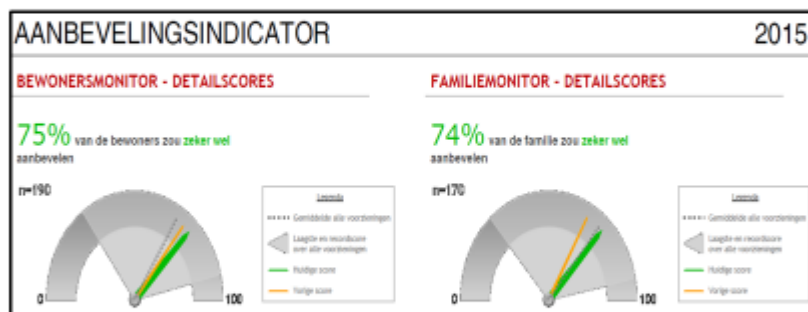 AANBEVELINGSINDICATOR 2015
BEWONERSMONITOR - DETAILSCORES
75% van de bewoners zou zeker wel
aanbevelen
n=190
Legenda
Gemiddelde alle voorzieningen
Laagste en recordscore
over alle voorzieningen
Huidige score
Vorige score
0 100
FAMILIEMONITOR - DETAILSCORES
74% van de familie zou zeker wel
aanbevelen
n=170
Legenda
Gemiddelde alle voorzieningen
Laagste en recordscore
over alle voorzieningen
Huidige score
Vorige score
0 100